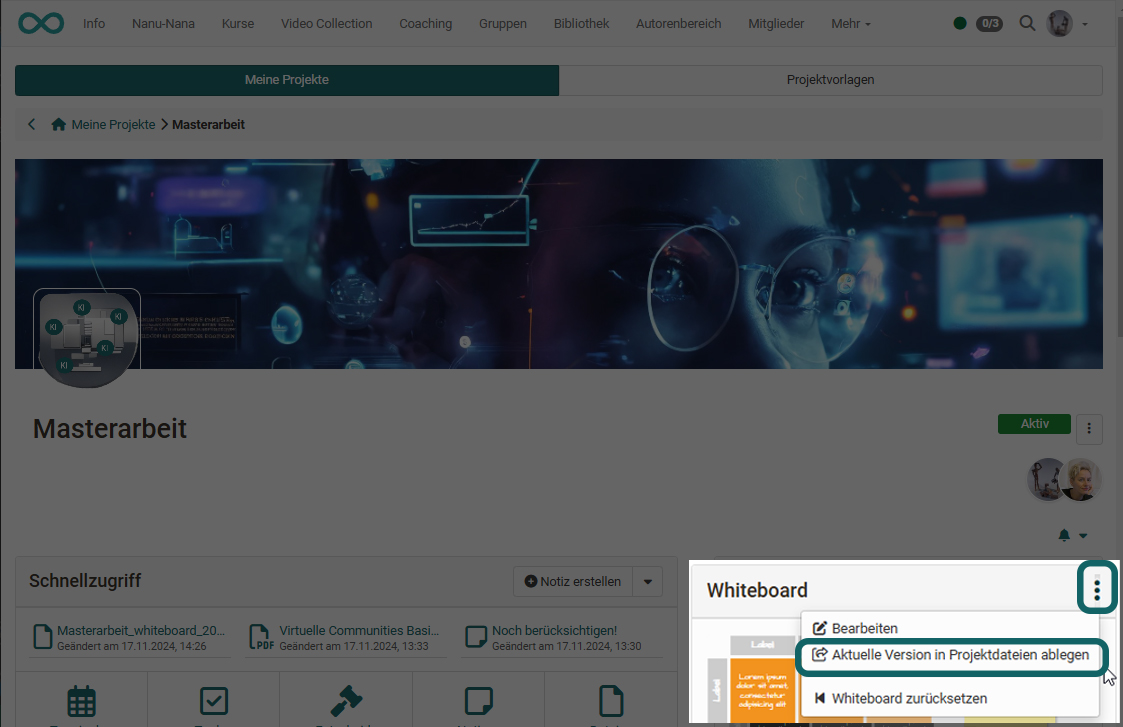 Info Nanu-Nana Kurse Video Collection Coaching Gruppen Bibliothek Autorenbereich Mitglieder Mehr 0/3
Meine Projekte Projektvorlagen
Meine Projekte Masterarbeit
KI
KI
KI
KI
KI
Masterarbeit
Aktiv
Schnellzugriff
Notiz erstellen
Masterarbeit_whiteboard_20...
Geändert am 17.11.2024, 14:26
PDF
Virtuelle Communities Basi...
Geändert am 17.11.2024, 13:33
Noch berücksichtigen!
Geändert am 17.11.2024, 13:30
Whiteboard
Bearbeiten
Aktuelle Version in Projektdateien ablegen
Whiteboard zurücksetzen
Label
Label
Lorem ipsum
dolor sit amet,
consectetur
adipisicing elit